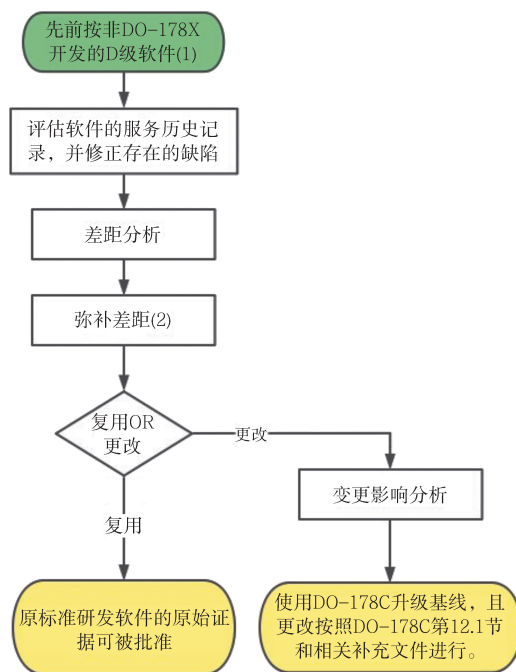 先前按非DO-178X
开发的D级软件(1)
评估软件的服务历史记
录，并修正存在的缺陷
差距分析
弥补差距(2)
复用OR
更改
更改
变更影响分析
复用
原标准研发软件的原始证
据可被批准
使用DO-178C升级基线，且
更改按照DO-178C第12.1节
和相关补充文件进行。